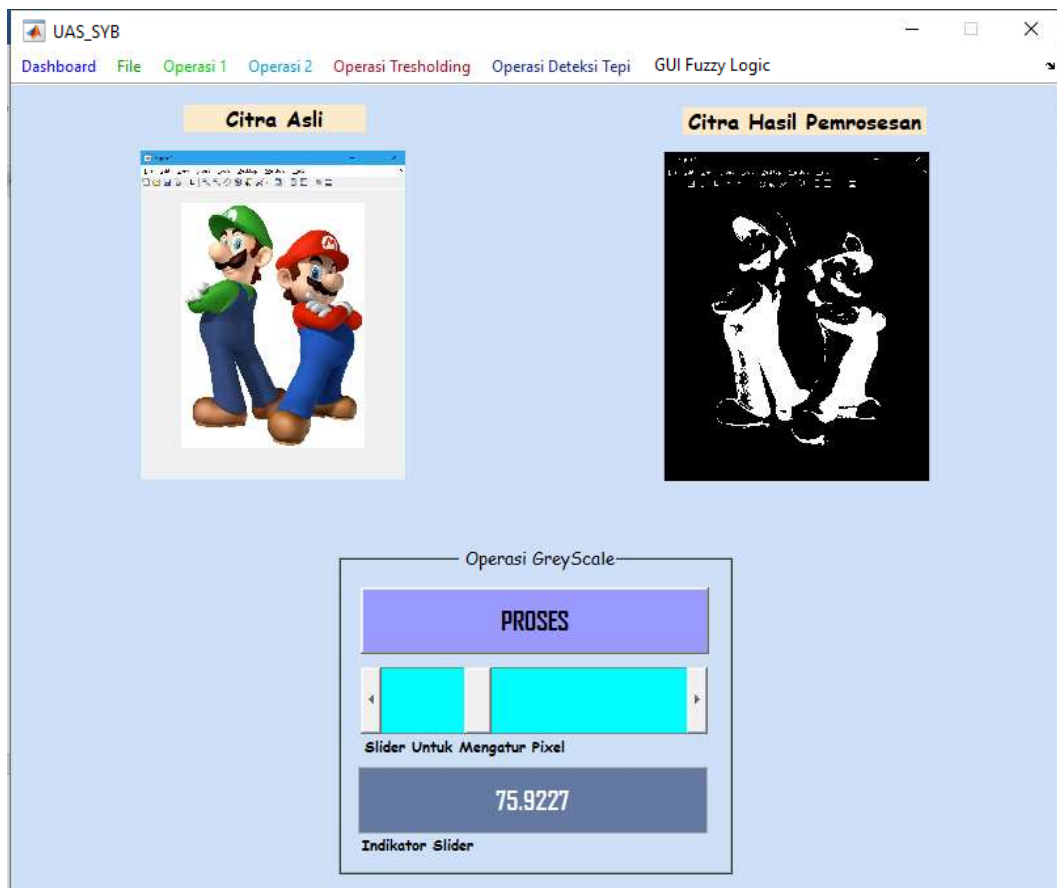 UAS_SYB
Dashboard File Operasi 1 Operasi 2 Operasi Tresholding Operasi Deteksi Tepi GUI Fuzzy Logic
Citra Asli
Citra Hasil Pemrosesan
Operasi GreyScale
PROSES
Slider Untuk Mengatur Pixel
75.9227
Indikator Slider